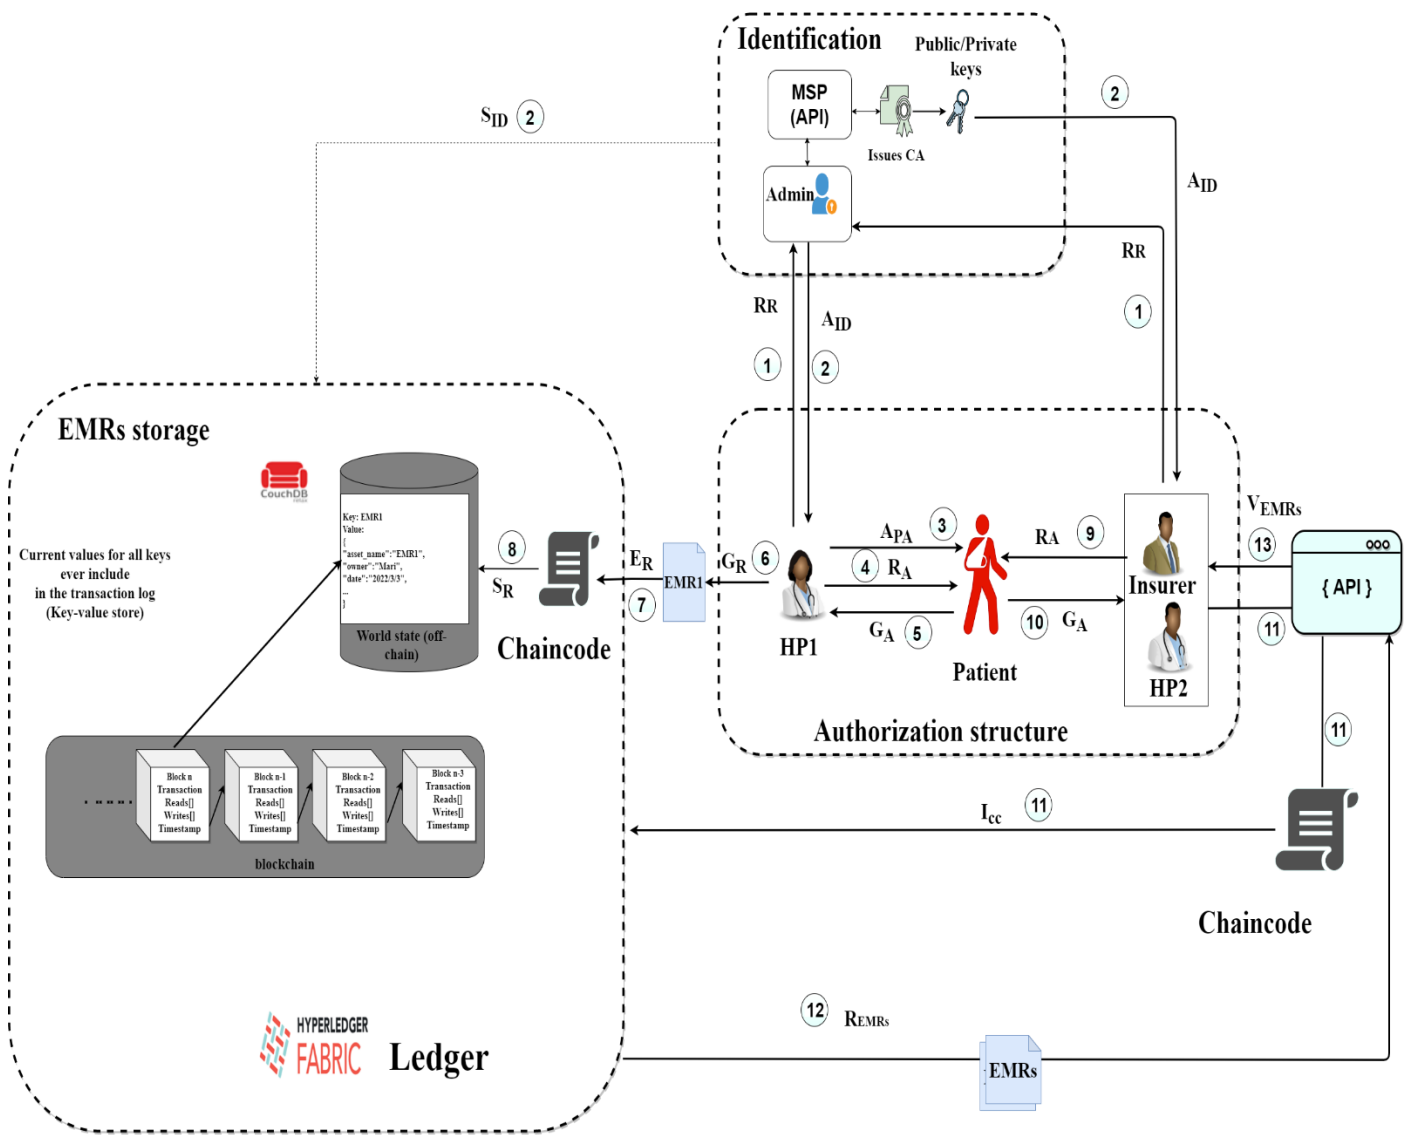 Identification
Public/Private
keys
MSP
(API)
Issues CA
Admin
2
AID
SID 2
RR
1
RR
1
AID
2
EMRs storage
CouchDB
Key: EMR1
Value:
{
"asset_name":"EMR1",
"owner":"Mari",
"date":"2022/3/3",
...
}
World state (off-
chain)
Current values for all keys
ever include
in the transaction log
(Key-value store)
8
SR
Chaincode
ER
7
EMR1
GR
6
HP1
APA
3
4
RA
GA
5
Patient
RA
9
10
GA
Insurer
HP2
Authorization structure
VEMRs
13
11
{ API }
11
Chaincode
Icc
11
Block n
Transaction
Reads[]
Writes[]
Timestamp
Block n-1
Transaction
Reads[]
Writes[]
Timestamp
Block n-2
Transaction
Reads[]
Writes[]
Timestamp
Block n-3
Transaction
Reads[]
Writes[]
Timestamp
blockchain
HYPERLEDGER
FABRIC
Ledger
12
REMRs
EMRs